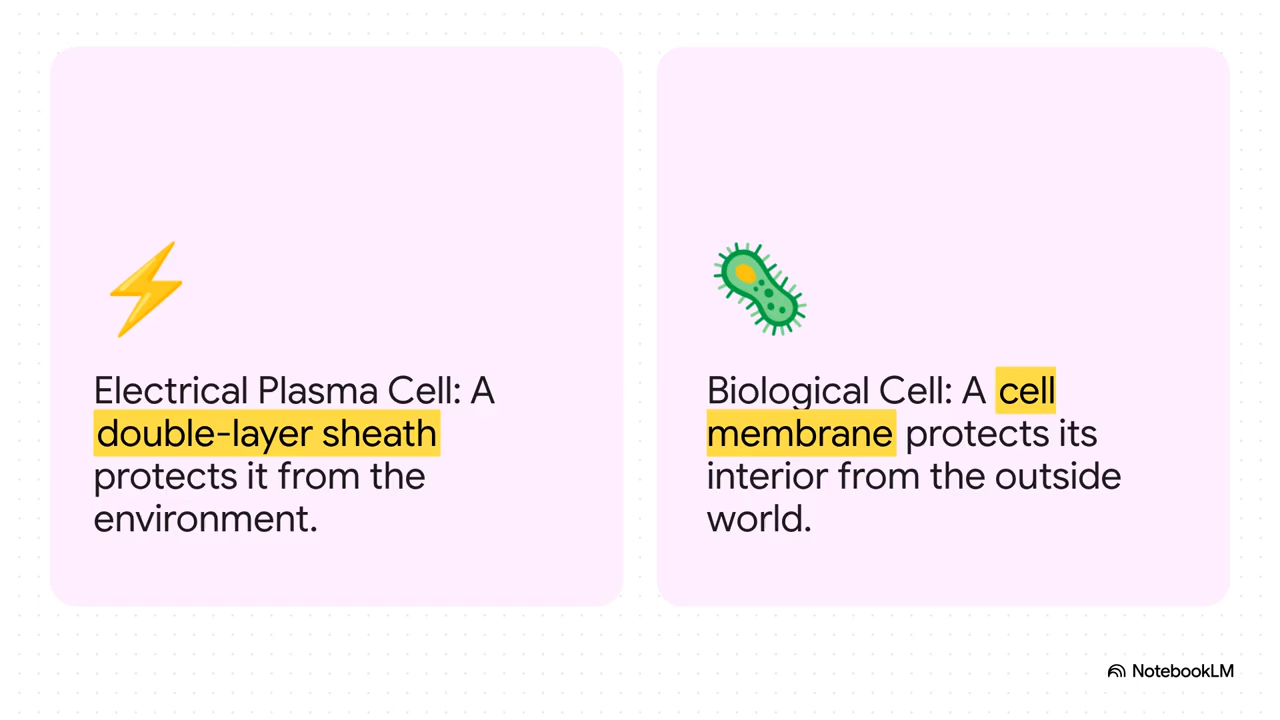 Electrical Plasma Cell: A
double-layer sheath
protects it from the
environment.
Biological Cell: A cell
membrane protects its
interior from the outside
world.
NotebookLM